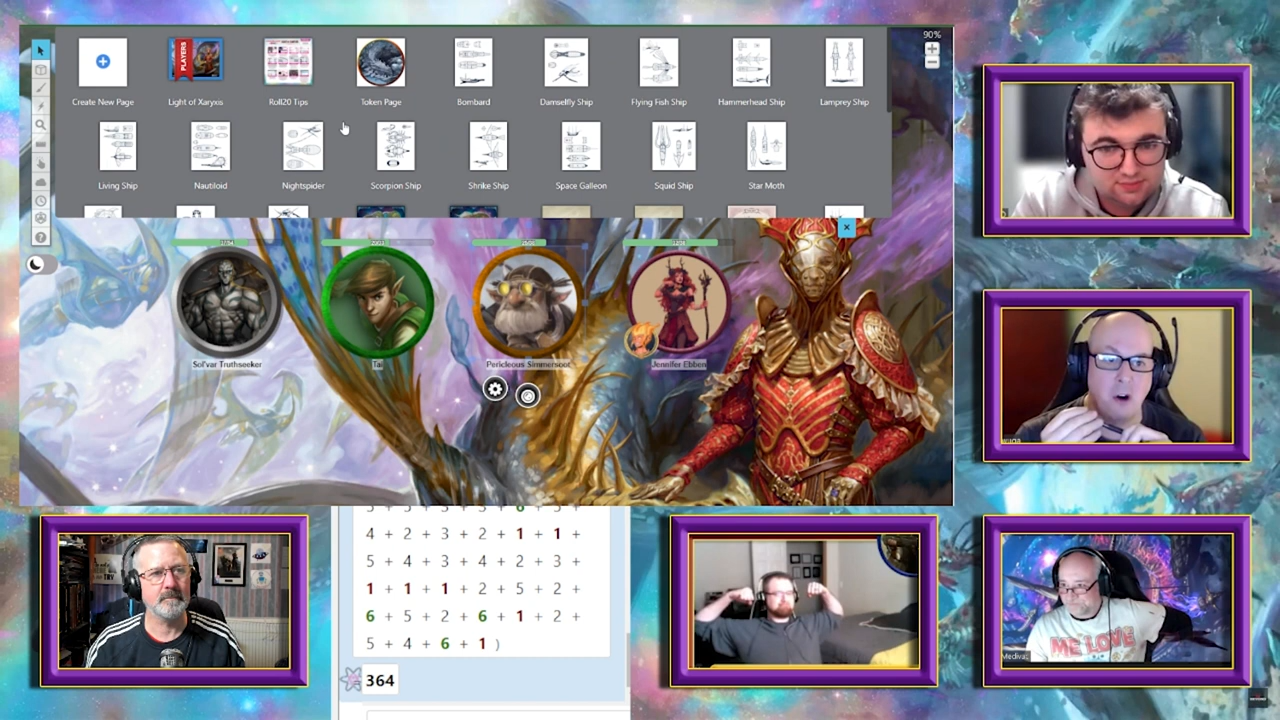 90%
PLAYERS
Create New Page
Light of Xaryxis
Roll20 Tips
Token Page
Bombard
Damselfly Ship
Flying Fish Ship
Hammerhead Ship
Lamprey Ship
Living Ship
Nautiloid
Nightspider
Scorpion Ship
Shrike Ship
Space Galleon
Squid Ship
Star Moth
Sol'var Truthseeker
Tai
Pericleous Simmersoot
Jennifer Ebben
4 + 2 + 3 + 2 + 1 + 1 +
5 + 4 + 3 + 4 + 2 + 3 +
1 + 1 + 1 + 2 + 5 + 2 +
6 + 5 + 2 + 6 + 1 + 2 +
5 + 4 + 6 + 1 )
364
ME LOVE